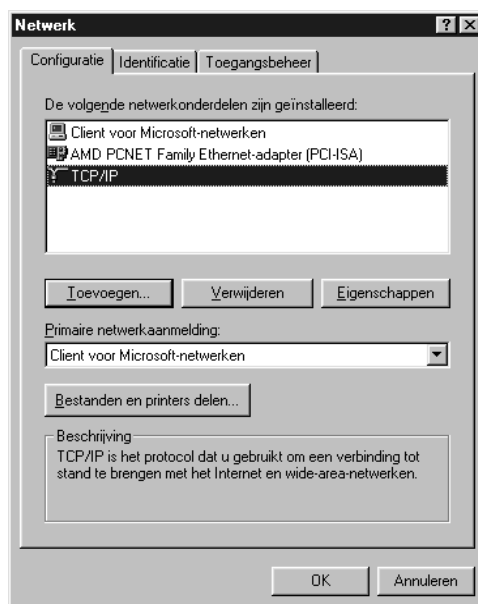 Netwerk
Configuratie
Identificatie
Toegangsbeheer
De volgende netwerkonderdelen zijn geïnstalleerd:
Client voor Microsoft-netwerken
AMD PCNET Family Ethernet-adapter (PCI-ISA)
TCP/IP
Toevoegen...
Verwijderen
Eigenschappen
Primaire netwerkaanmelding:
Client voor Microsoft-netwerken
Bestanden en printers delen...
Beschrijving
TCP/IP is het protocol dat u gebruikt om een verbinding tot
stand te brengen met het Internet en wide-area-netwerken.
OK
Annuleren